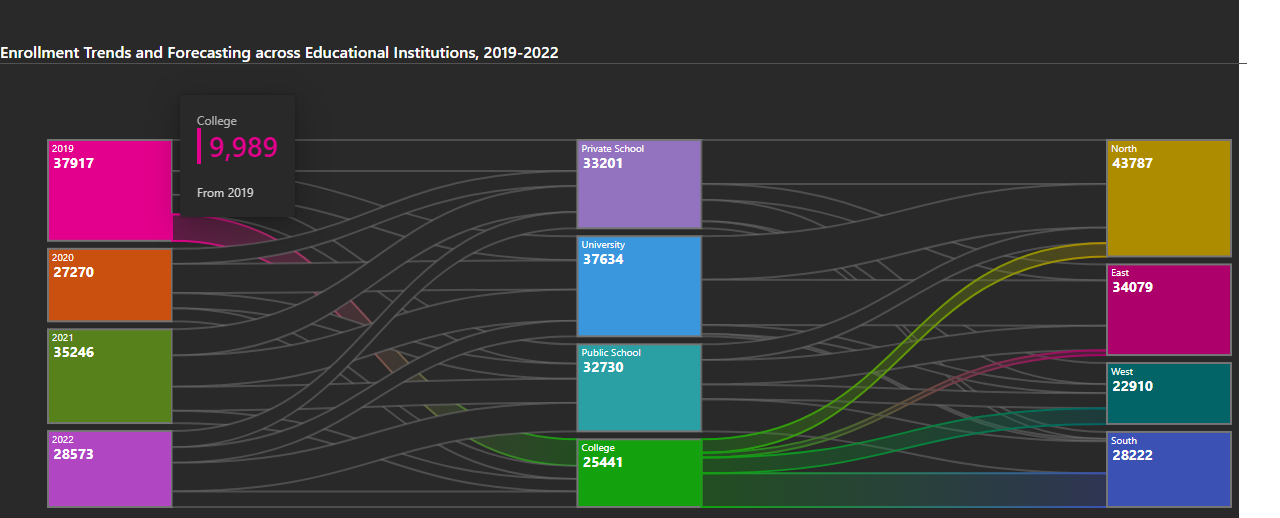 Enrollment Trends and Forecasting across Educational Institutions, 2019-2022
College
9,989
From 2019
2019
37917
2020
27270
2021
35246
2022
28573
Private School
33201
University
37634
Public School
32730
College
25441
North
43787
East
34079
West
22910
South
28222